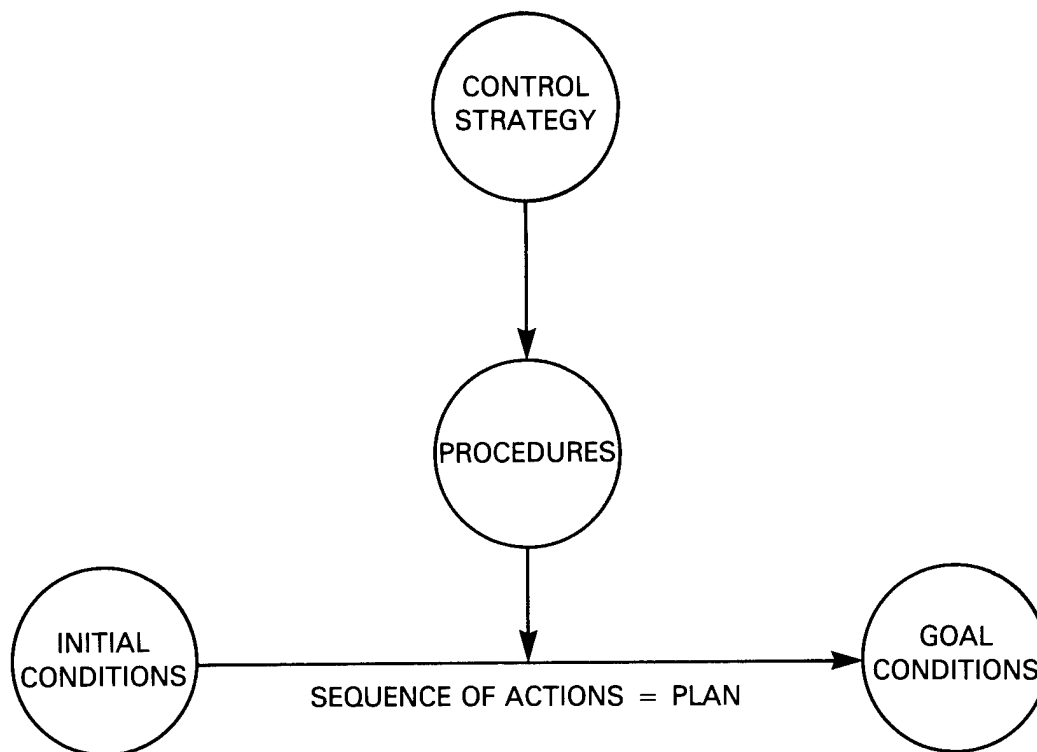 CONTROL
STRATEGY
PROCEDURES
INITIAL
CONDITIONS
SEQUENCE OF ACTIONS = PLAN
GOAL
CONDITIONS